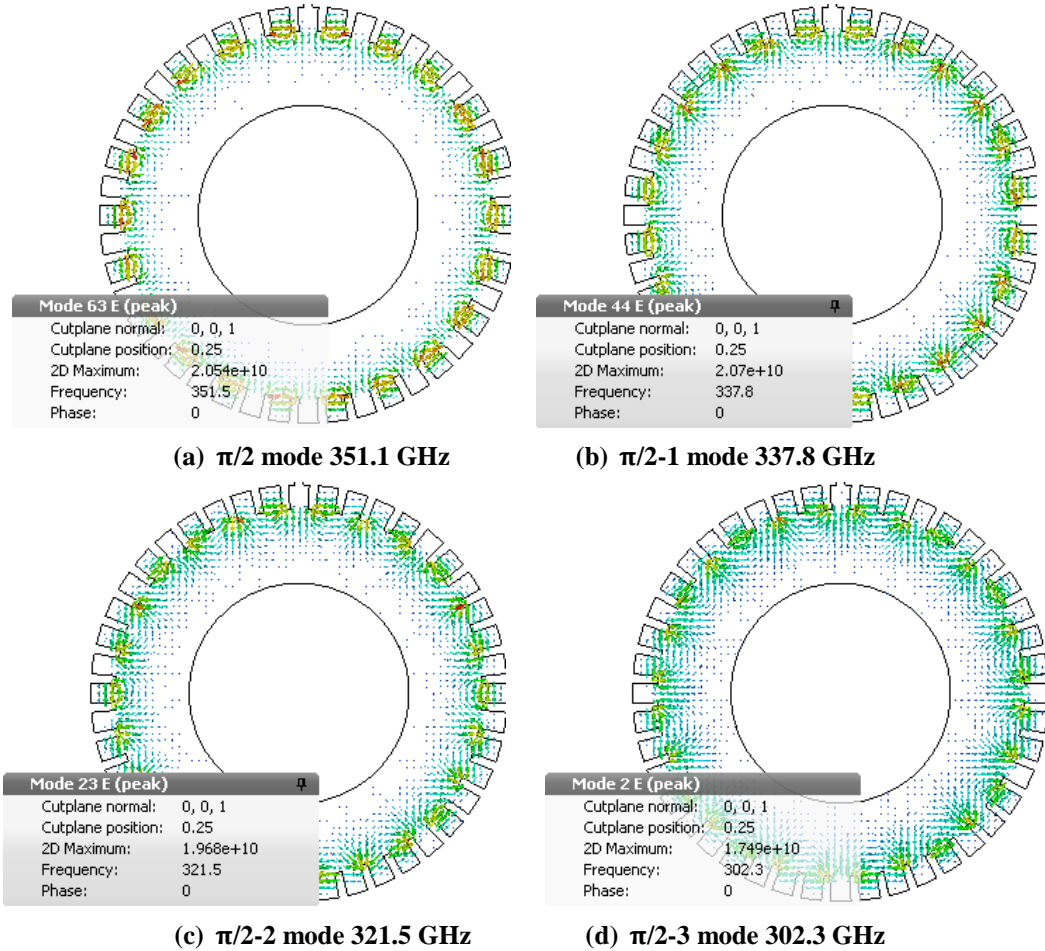 Mode 63 E (peak)
Cutplane normal: 0, 0, 1
Cutplane position: 0.25
2D Maximum: 2.054e+10
Frequency: 351.5
Phase: 0
Mode 44 E (peak)
Cutplane normal: 0, 0, 1
Cutplane position: 0.25
2D Maximum: 2.07e+10
Frequency: 337.8
Phase: 0
(a) π/2 mode 351.1 GHz
(b) π/2-1 mode 337.8 GHz
Mode 23 E (peak)
Cutplane normal: 0, 0, 1
Cutplane position: 0.25
2D Maximum: 1.968e+10
Frequency: 321.5
Phase: 0
Mode 2 E (peak)
Cutplane normal: 0, 0, 1
Cutplane position: 0.25
2D Maximum: 1.749e+10
Frequency: 302.3
Phase: 0
(c) π/2-2 mode 321.5 GHz
(d) π/2-3 mode 302.3 GHz